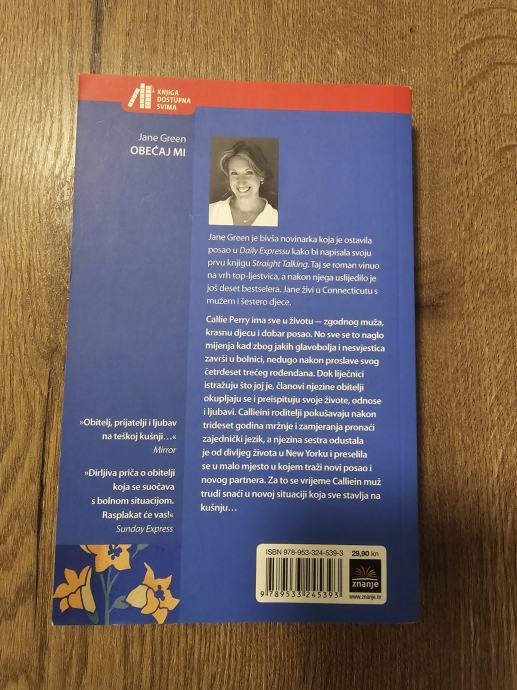 KNJIGA
DOSTUPNA
SVIMA
Jane Green
OBEĆAJ MI
Jane Green je bivša novinarka koja je ostavila
posao u Daily Expressu kako bi napisala svoju
prvu knjigu Straight Talking. Taj se roman vinuo
na vrh top-ljestvica, a nakon njega uslijedilo je
još deset bestselera. Jane živi u Connecticutu s
mužem i šestero djece.
Callie Perry ima sve u životu — zgodnog muža,
krasnu djecu i dobar posao. No sve se to naglo
mijenja kad zbog jakih glavobolja i nesvjestica
završi u bolnici, nedugo nakon proslave svog
četrdeset trećeg rođendana. Dok liječnici
istražuju što joj je, članovi njezine obitelji
okupljaju se i preispituju svoje živote, odnose
i ljubavi. Callieini roditelji pokušavaju nakon
trideset godina mržnje i zamjeranja pronaći
zajednički jezik, a njezina sestra odustala
je od divljeg života u New Yorku i preselila
se u malo mjesto u kojem traži novi posao i
novog partnera. Za to se vrijeme Calliein muž
trudi snaći u novoj situaciji koja sve stavlja na
kušnju…
»Obitelj, prijatelji i ljubav
na teškoj kušnji…«
Mirror
»Dirljiva priča o obitelji
koja se suočava
s bolnom situacijom.
Rasplakat će vas!«
Sunday Express
ISBN 978-953-324-539-3
29,90 kn
9 789533 245393
znanje
www.znanje.hr